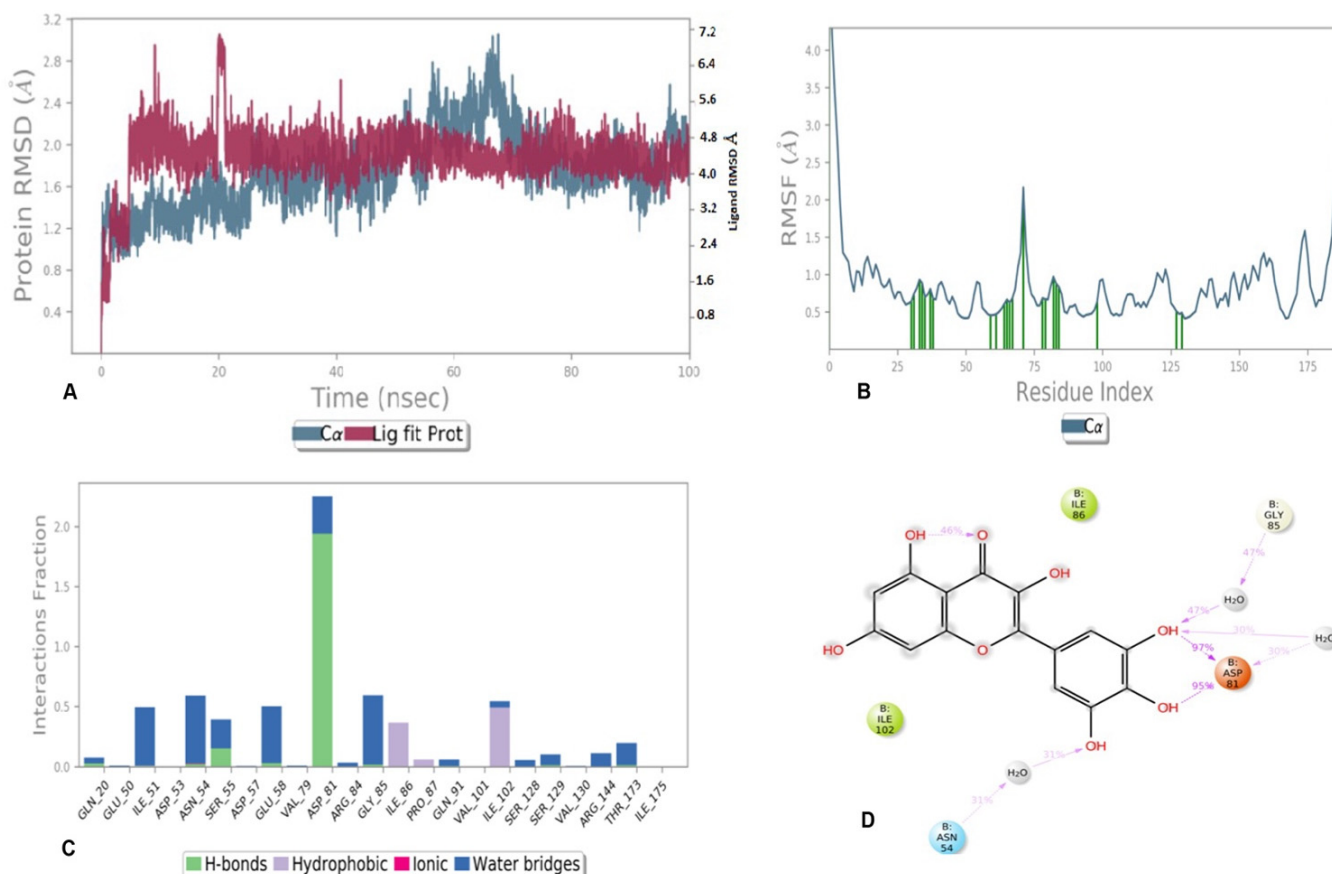 3.2
2.8
2.4
2.0
1.6
1.2
0.8
0.4
Protein RMSD (Å)
7.2
6.4
5.6
4.8
4.0
3.2
2.4
1.6
0.8
Ligand RMSD Å
0 20 40 60 80 100
Time (nsec)
A
Cα Lig fit Prot
4.0
3.5
3.0
2.5
2.0
1.5
1.0
0.5
RMSF (Å)
0 25 50 75 100 125 150 175
Residue Index
B
Cα
2.0
1.5
1.0
0.5
0.0
Interactions Fraction
GLN_20
GLU_50
ILE_51
ASP_53
ASN_54
SER_55
ASP_57
GLU_58
VAL_79
ASP_81
ARG_84
GLY_85
ILE_86
PRO_87
GLN_91
VAL_101
ILE_102
SER_128
SER_129
VAL_130
ARG_144
THR_173
ILE_175
C
H-bonds Hydrophobic Ionic Water bridges
B:
ILE
86
B:
GLY
85
47%
H₂O
47%
OH 46% O
OH
OH
30%
H₂O
97%
30%
B:
ASP
81
95%
HO
O
OH
B:
ILE
102
OH
31%
H₂O
31%
B:
ASN
54
D